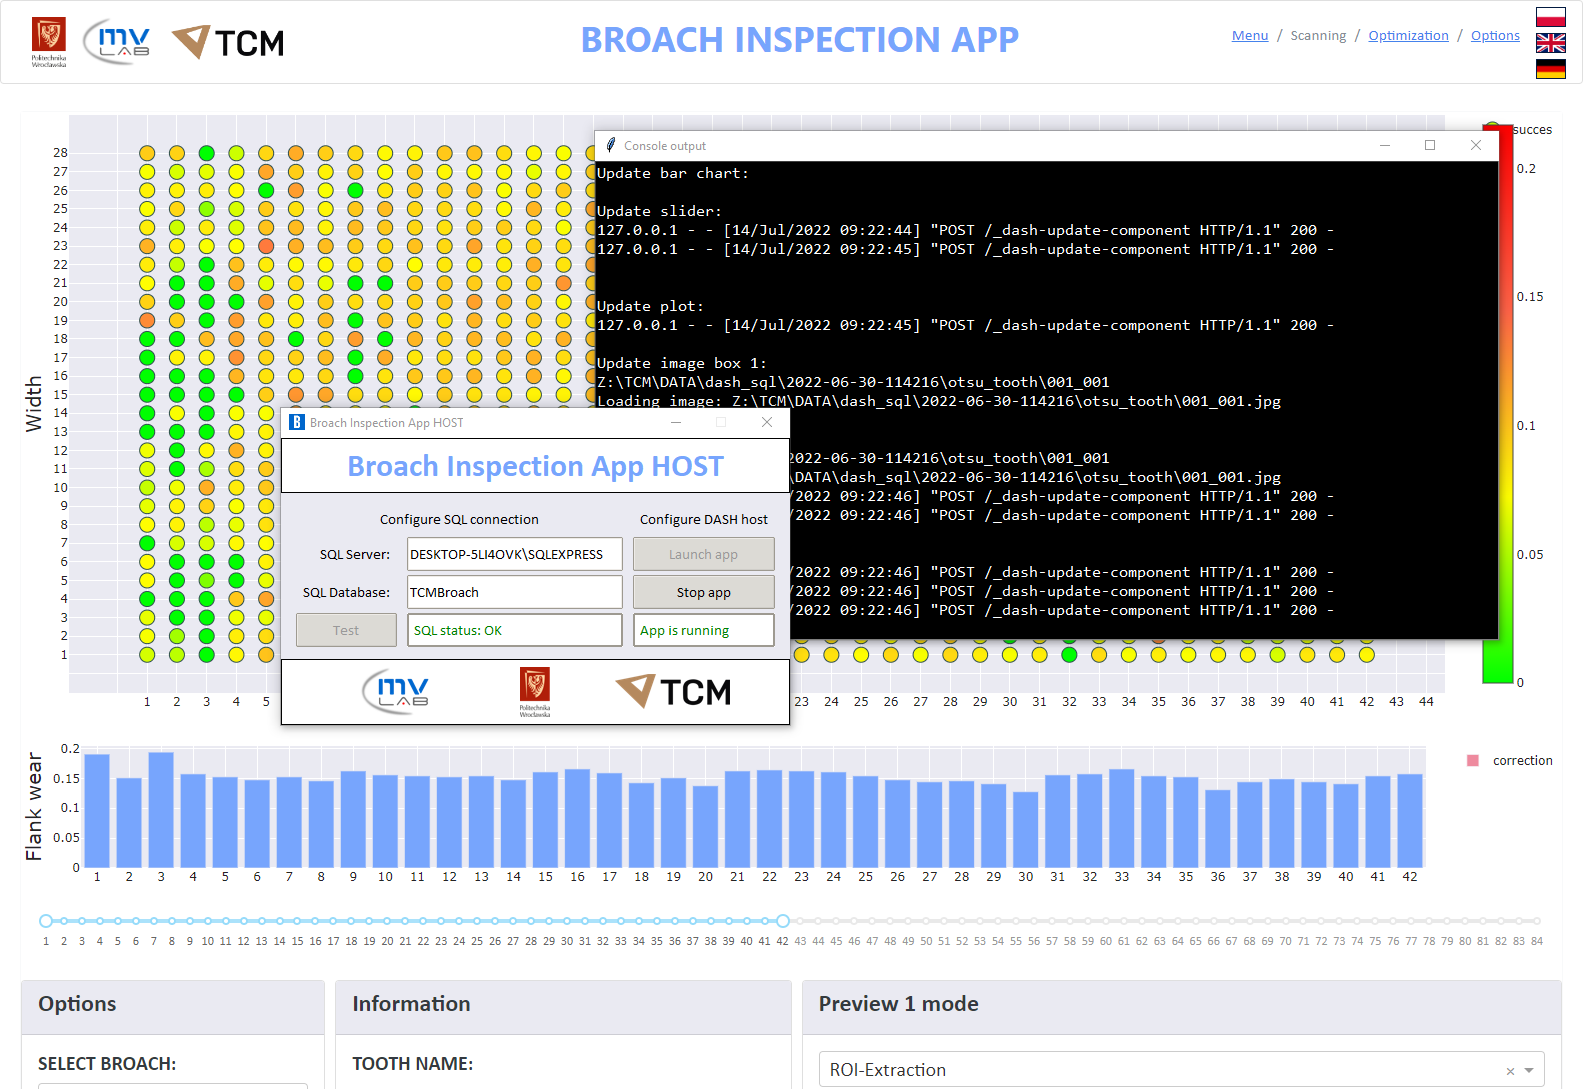 Politechnika
Wrocławska
mv
LAB
TCM
BROACH INSPECTION APP
Menu / Scanning / Optimization / Options
Width
28
27
26
25
24
23
22
21
20
19
18
17
16
15
14
13
12
11
10
9
8
7
6
5
4
3
2
1
1 2 3 4 5
23 24 25 26 27 28 29 30 31 32 33 34 35 36 37 38 39 40 41 42 43 44
succes
0.2
0.15
0.1
0.05
0
Console output
Update bar chart:
Update slider:
127.0.0.1 - - [14/Jul/2022 09:22:44] "POST /_dash-update-component HTTP/1.1" 200 -
127.0.0.1 - - [14/Jul/2022 09:22:45] "POST /_dash-update-component HTTP/1.1" 200 -
Update plot:
127.0.0.1 - - [14/Jul/2022 09:22:45] "POST /_dash-update-component HTTP/1.1" 200 -
Update image box 1:
Z:\TCM\DATA\dash_sql\2022-06-30-114216\otsu_tooth\001_001
Loading image: Z:\TCM\DATA\dash_sql\2022-06-30-114216\otsu_tooth\001_001.jpg
2022-06-30-114216\otsu_tooth\001_001
\DATA\dash_sql\2022-06-30-114216\otsu_tooth\001_001.jpg
/2022 09:22:46] "POST /_dash-update-component HTTP/1.1" 200 -
/2022 09:22:46] "POST /_dash-update-component HTTP/1.1" 200 -
/2022 09:22:46] "POST /_dash-update-component HTTP/1.1" 200 -
/2022 09:22:46] "POST /_dash-update-component HTTP/1.1" 200 -
/2022 09:22:46] "POST /_dash-update-component HTTP/1.1" 200 -
Broach Inspection App HOST
Broach Inspection App HOST
Configure SQL connection
Configure DASH host
SQL Server: DESKTOP-5LI4OVK\SQLEXPRESS
Launch app
SQL Database: TCMBroach
Stop app
Test
SQL status: OK
App is running
mv
LAB
Politechnika
Wrocławska
TCM
Flank wear
0.2
0.15
0.1
0.05
0
1 2 3 4 5 6 7 8 9 10 11 12 13 14 15 16 17 18 19 20 21 22 23 24 25 26 27 28 29 30 31 32 33 34 35 36 37 38 39 40 41 42
correction
1 2 3 4 5 6 7 8 9 10 11 12 13 14 15 16 17 18 19 20 21 22 23 24 25 26 27 28 29 30 31 32 33 34 35 36 37 38 39 40 41 42 43 44 45 46 47 48 49 50 51 52 53 54 55 56 57 58 59 60 61 62 63 64 65 66 67 68 69 70 71 72 73 74 75 76 77 78 79 80 81 82 83 84
Options
SELECT BROACH:
Information
TOOTH NAME:
Preview 1 mode
ROI-Extraction